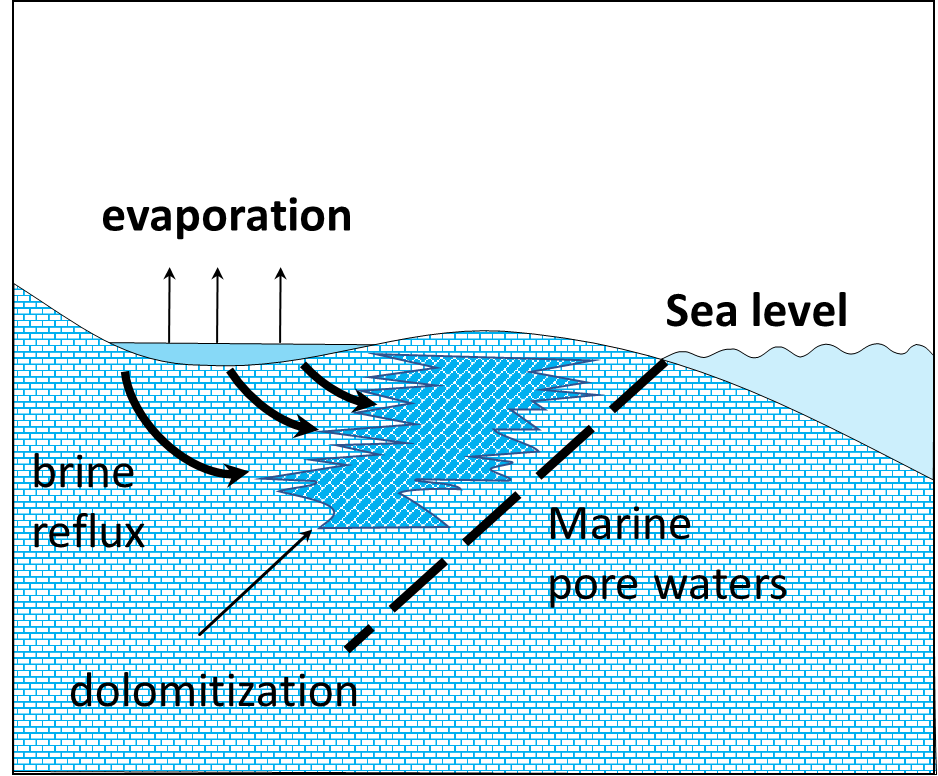 evaporation
Sea level
brine
reflux
Marine
pore waters
dolomitization